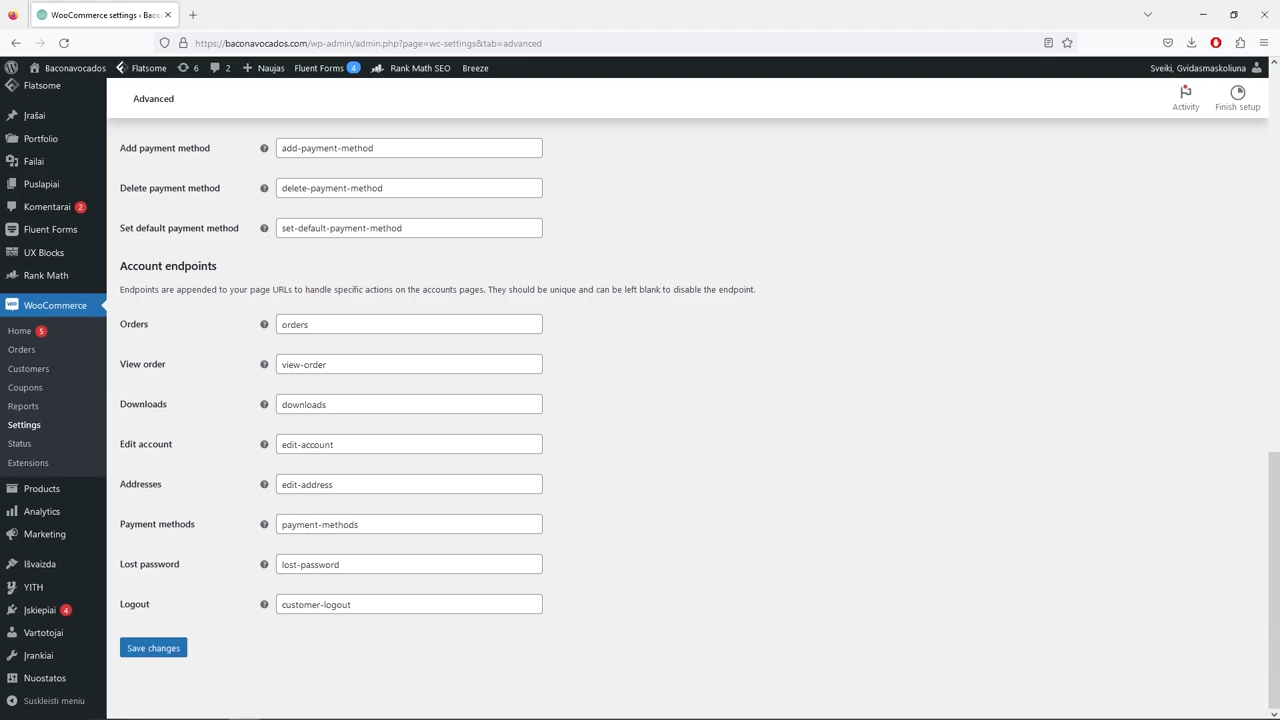 WooCommerce settings ‹ Baco
https://baconavocados.com/wp-admin/admin.php?page=wc-settings&tab=advanced
Baconavocados
Flatsome
6
2
Naujas
Fluent Forms 4
Rank Math SEO
Breeze
Sveiki, Gvidasmaskoliuna
Flatsome
Įrašai
Portfolio
Failai
Puslapiai
Komentarai 2
Fluent Forms
UX Blocks
Rank Math
WooCommerce
Home 5
Orders
Customers
Coupons
Reports
Settings
Status
Extensions
Products
Analytics
Marketing
Išvaizda
YITH
Įskiepiai 4
Vartotojai
Įrankiai
Nuostatos
Suskleisti meniu
Advanced
Activity
Finish setup
Add payment method
add-payment-method
Delete payment method
delete-payment-method
Set default payment method
set-default-payment-method
Account endpoints
Endpoints are appended to your page URLs to handle specific actions on the accounts pages. They should be unique and can be left blank to disable the endpoint.
Orders
orders
View order
view-order
Downloads
downloads
Edit account
edit-account
Addresses
edit-address
Payment methods
payment-methods
Lost password
lost-password
Logout
customer-logout
Save changes